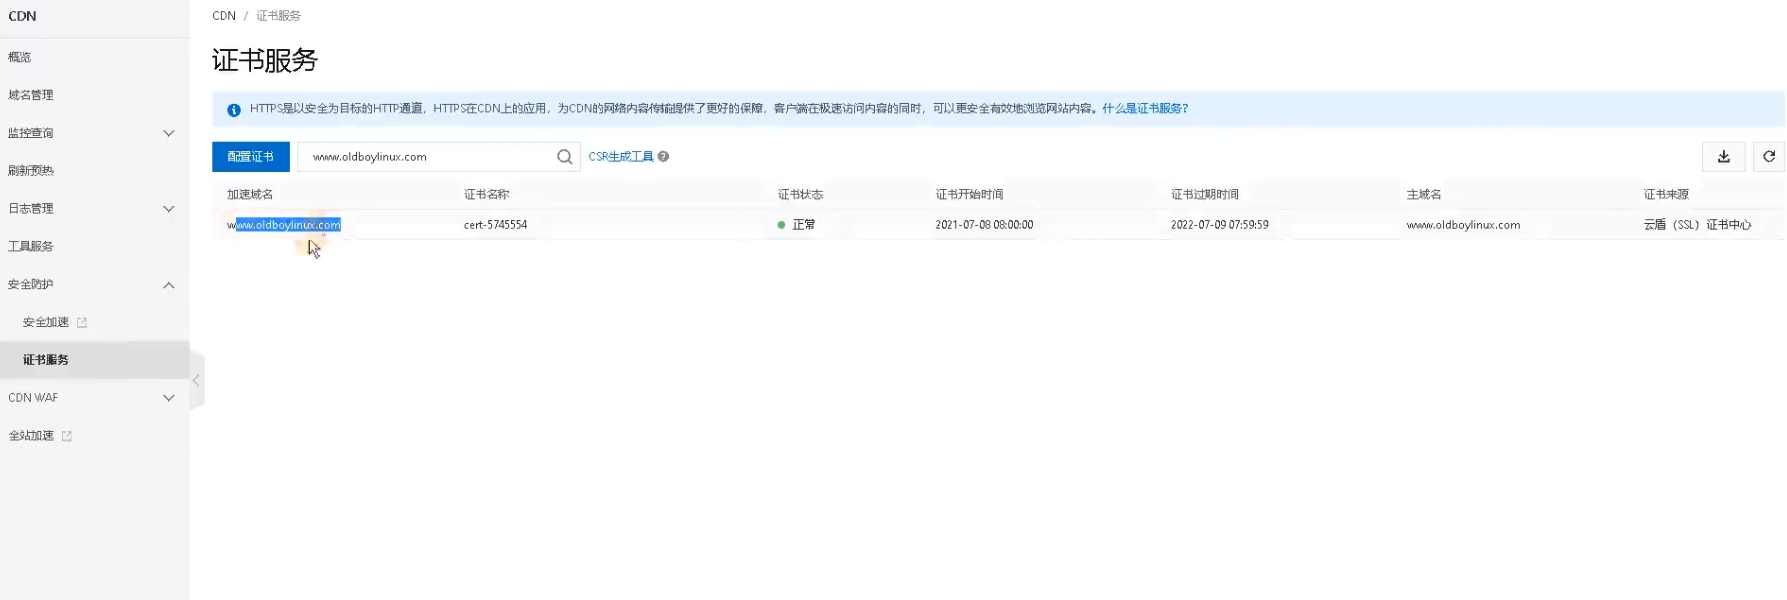 CDN
概览
域名管理
监控查询
刷新预热
日志管理
工具服务
安全防护
安全加速
证书服务
CDN WAF
全站加速
CDN / 证书服务
证书服务
HTTPS是以安全为目标的HTTP通道，HTTPS在CDN上的应用，为CDN的网络内容传输提供了更好的保障，客户端在极速访问内容的同时，可以更安全有效地浏览网站内容。什么是证书服务?
配置证书 www.oldboylinux.com CSR生成工具
加速域名 证书名称 证书状态 证书开始时间 证书过期时间 主域名 证书来源
www.oldboylinux.com cert-5745554 正常 2021-07-08 08:00:00 2022-07-09 07:59:59 www.oldboylinux.com 云盾（SSL）证书中心